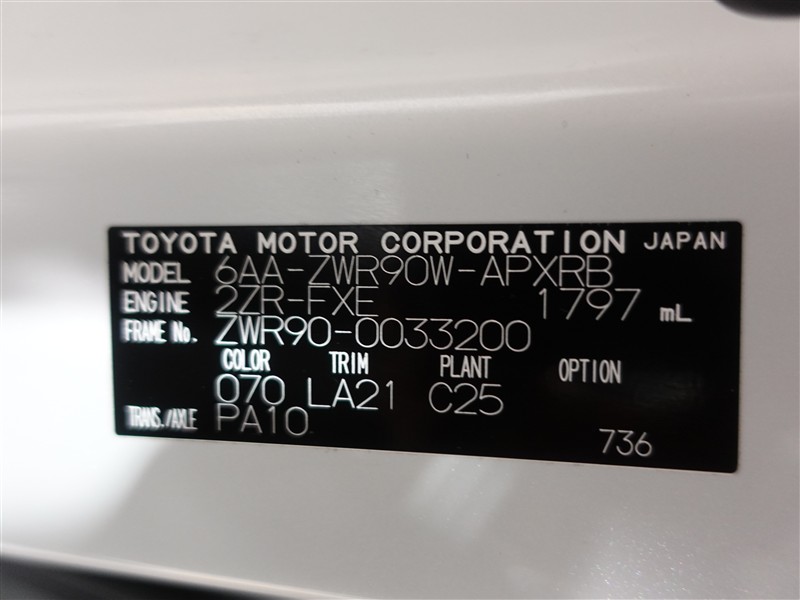 TOYOTA MOTOR CORPORATION JAPAN
MODEL 6AA-ZWR90W-APXRB
ENGINE 2ZR-FXE 1797 mL
FRAME No. ZWR90-0033200
COLOR TRIM PLANT OPTION
070 LA21 C25
TRANS./AXLE PA10
736